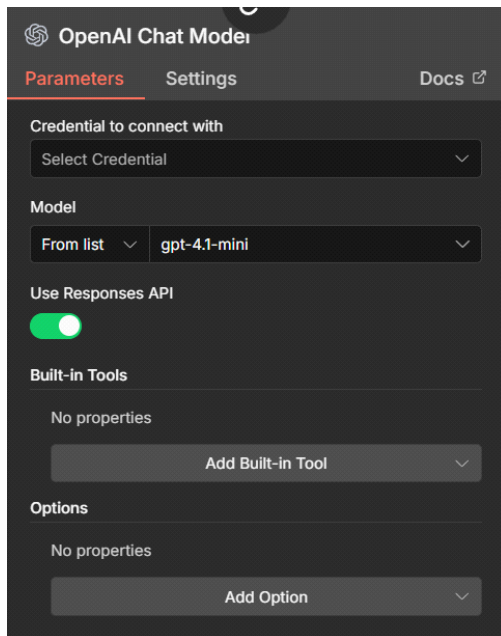 OpenAI Chat Model
Parameters Settings Docs
Credential to connect with
Select Credential
Model
From list gpt-4.1-mini
Use Responses API
Built-in Tools
No properties
Add Built-in Tool
Options
No properties
Add Option